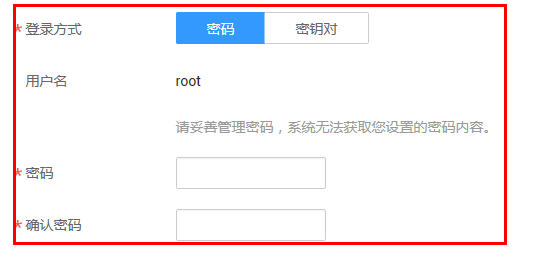 * 登录方式 密码 密钥对
用户名 root
请妥善管理密码，系统无法获取您设置的密码内容。
* 密码
* 确认密码